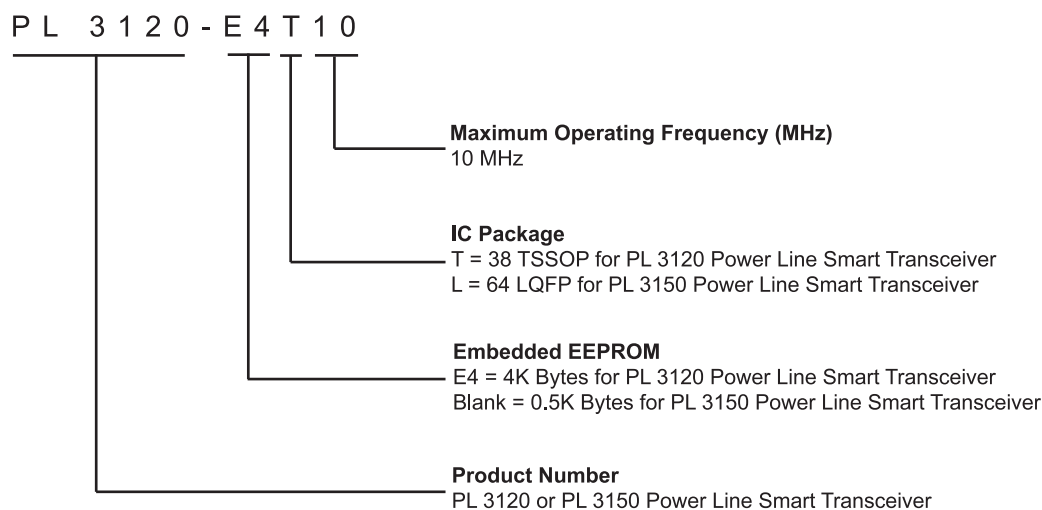 PL 3120-E4T10
Maximum Operating Frequency (MHz)
10 MHz
IC Package
T = 38 TSSOP for PL 3120 Power Line Smart Transceiver
L = 64 LQFP for PL 3150 Power Line Smart Transceiver
Embedded EEPROM
E4 = 4K Bytes for PL 3120 Power Line Smart Transceiver
Blank = 0.5K Bytes for PL 3150 Power Line Smart Transceiver
Product Number
PL 3120 or PL 3150 Power Line Smart Transceiver